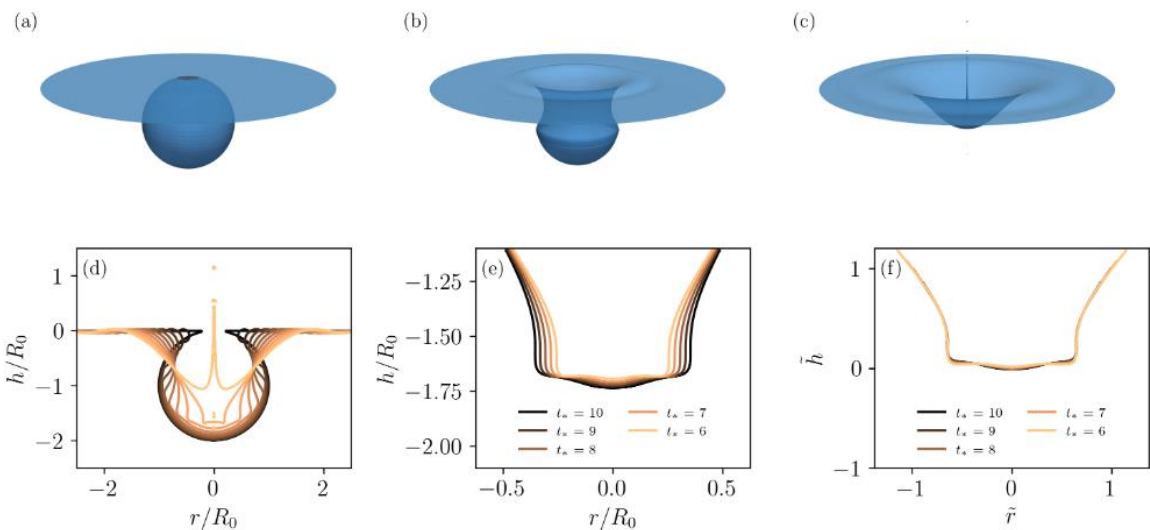 (a)
(b)
(c)
(d)
h/R₀
1
0
−1
−2
−2
0
2
r/R₀
(e)
h/R₀
−1.25
−1.50
−1.75
−2.00
t* = 10
t* = 9
t* = 8
t* = 7
t* = 6
−0.5
0.0
0.5
r/R₀
(f)
h̃
1
0
−1
t* = 10
t* = 9
t* = 8
t* = 7
t* = 6
−1
0
1
r̃